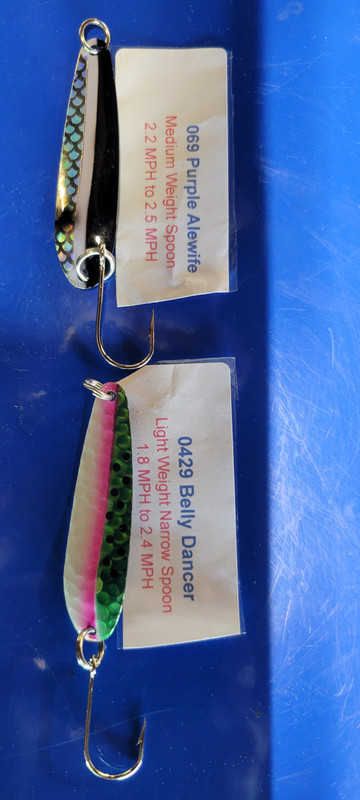 069 Purple Alewife
Medium Weight Spoon
2.2 MPH to 2.5 MPH
0429 Belly Dancer
Light Weight Narrow Spoon
1.8 MPH to 2.4 MPH